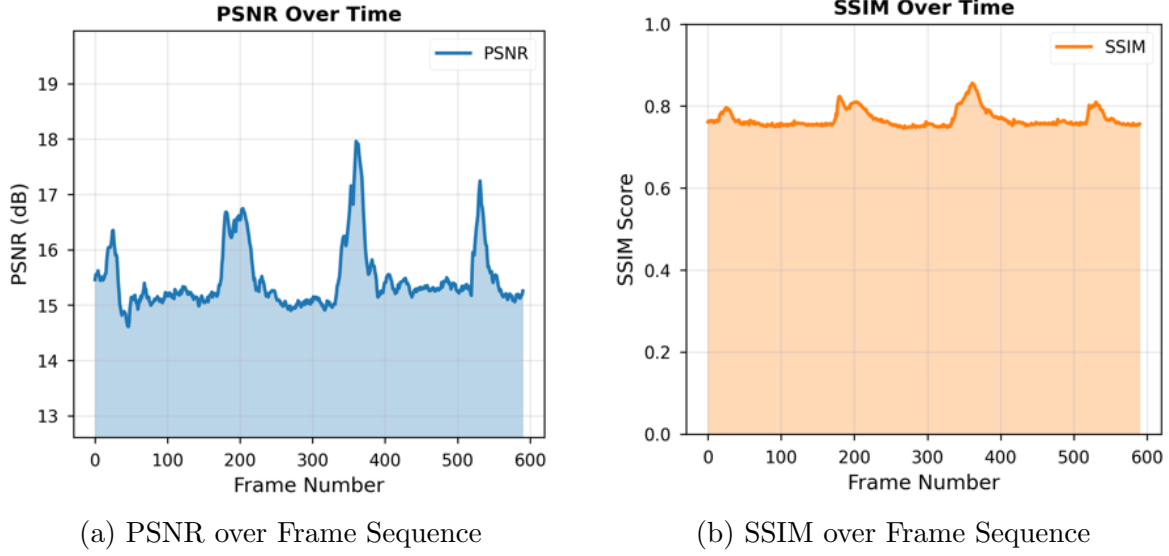 PSNR Over Time
PSNR
19
18
17
16
15
14
13
PSNR (dB)
0 100 200 300 400 500 600
Frame Number
(a) PSNR over Frame Sequence
SSIM Over Time
SSIM
1.0
0.8
0.6
0.4
0.2
0.0
SSIM Score
0 100 200 300 400 500 600
Frame Number
(b) SSIM over Frame Sequence